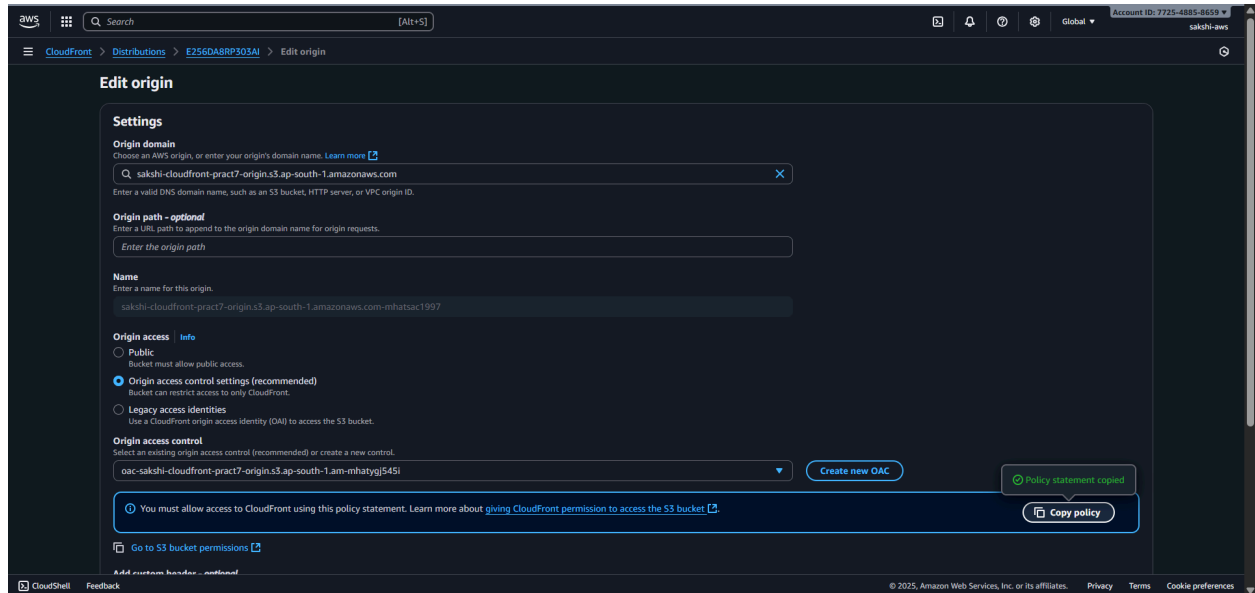 aws
Search
[Alt+S]
Global
Account ID: 7725-4885-8659
sakshi-aws
CloudFront > Distributions > E256DA8RP303AI > Edit origin
Edit origin
Settings
Origin domain
Choose an AWS origin, or enter your origin's domain name. Learn more
sakshi-cloudfront-pract7-origin.s3.ap-south-1.amazonaws.com
Enter a valid DNS domain name, such as an S3 bucket, HTTP server, or VPC origin ID.
Origin path - optional
Enter a URL path to append to the origin domain name for origin requests.
Enter the origin path
Name
Enter a name for this origin.
sakshi-cloudfront-pract7-origin.s3.ap-south-1.amazonaws.com-mhatsac1997
Origin access Info
Public
Bucket must allow public access.
Origin access control settings (recommended)
Bucket can restrict access to only CloudFront.
Legacy access identities
Use a CloudFront origin access identity (OAI) to access the S3 bucket.
Origin access control
Select an existing origin access control (recommended) or create a new control.
oac-sakshi-cloudfront-pract7-origin.s3.ap-south-1.am-mhatygj545i
Create new OAC
Policy statement copied
You must allow access to CloudFront using this policy statement. Learn more about giving CloudFront permission to access the S3 bucket.
Copy policy
Go to S3 bucket permissions
Add custom header - optional
CloudShell Feedback
© 2025, Amazon Web Services, Inc. or its affiliates. Privacy Terms Cookie preferences